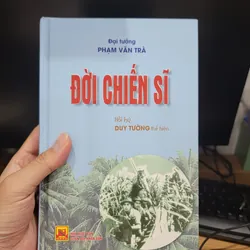 Đại tướng
PHẠM VĂN TRÀ
ĐỜI CHIẾN SĨ
Hồi ký
DUY TƯỜNG thể hiện